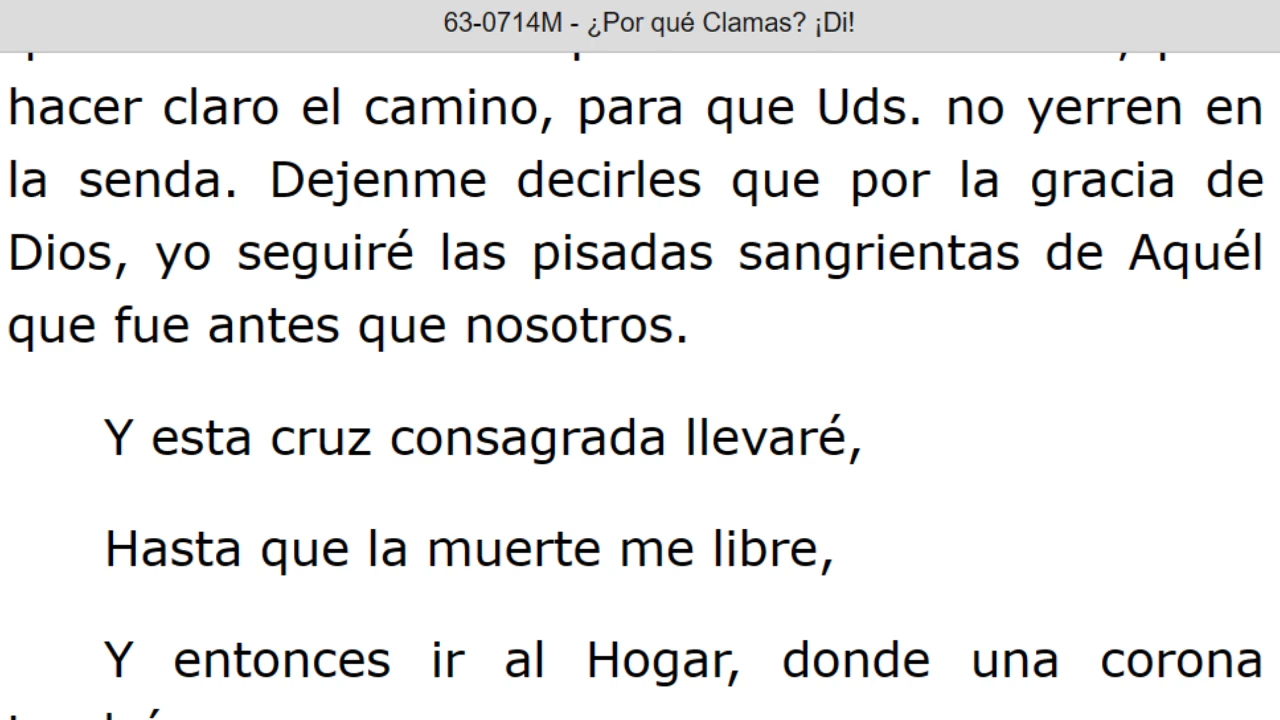 63-0714M - ¿Por qué Clamas? ¡Di!
hacer claro el camino, para que Uds. no yerren en
la senda. Dejenme decirles que por la gracia de
Dios, yo seguiré las pisadas sangrientas de Aquél
que fue antes que nosotros.
Y esta cruz consagrada llevaré,
Hasta que la muerte me libre,
Y entonces ir al Hogar, donde una corona